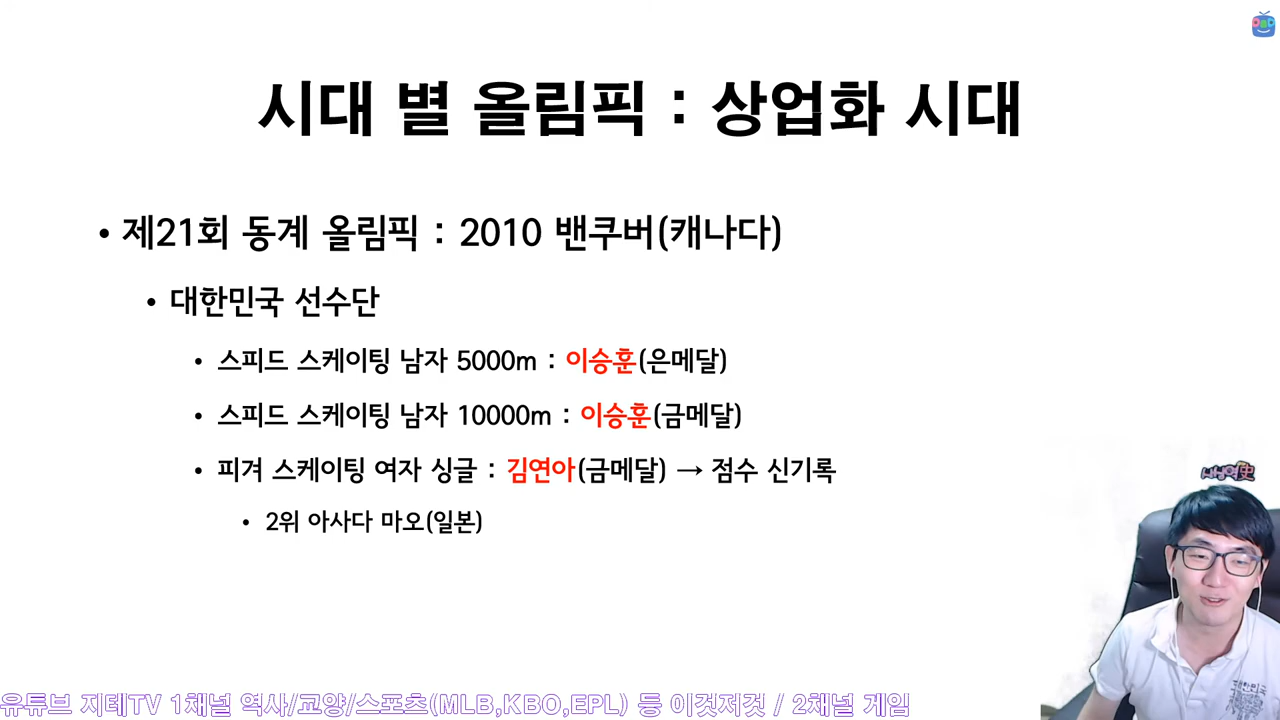 시대 별 올림픽 : 상업화 시대
• 제21회 동계 올림픽 : 2010 밴쿠버(캐나다)
• 대한민국 선수단
• 스피드 스케이팅 남자 5000m : 이승훈(은메달)
• 스피드 스케이팅 남자 10000m : 이승훈(금메달)
• 피겨 스케이팅 여자 싱글 : 김연아(금메달) → 점수 신기록
• 2위 아사다 마오(일본)
유튜브 지테TV 1채널 역사/교양/스포츠(MLB,KBO,EPL) 등 이것저것 / 2채널 게임